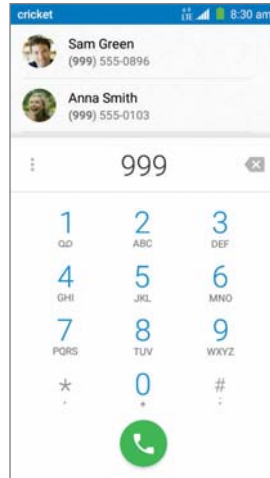 cricket LTE 8:30 am
Sam Green
(999) 555-0896
Anna Smith
(999) 555-0103
999
1 2 3
ABC DEF
4 5 6
GHI JKL MNO
7 8 9
PQRS TUV WXYZ
* 0 #
, + ;